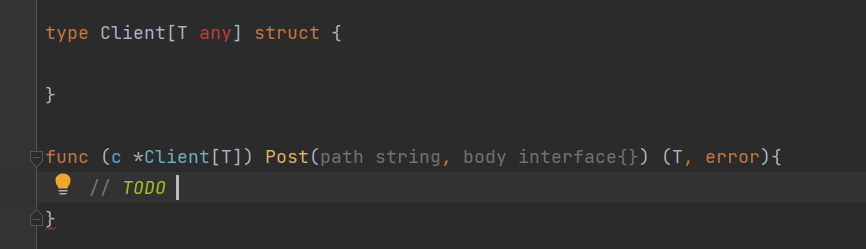 type Client[T any] struct {
}
func (c *Client[T]) Post(path string, body interface{}) (T, error){
// TODO
}